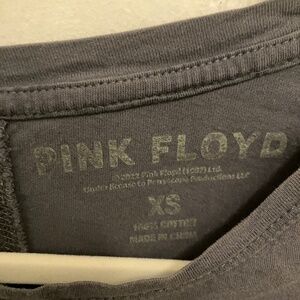 PINK FLOYD
©2022 Pink Floyd (1987) Ltd.
Under license to Perryscope Productions LLC
XS
100% COTTON
MADE IN CHINA